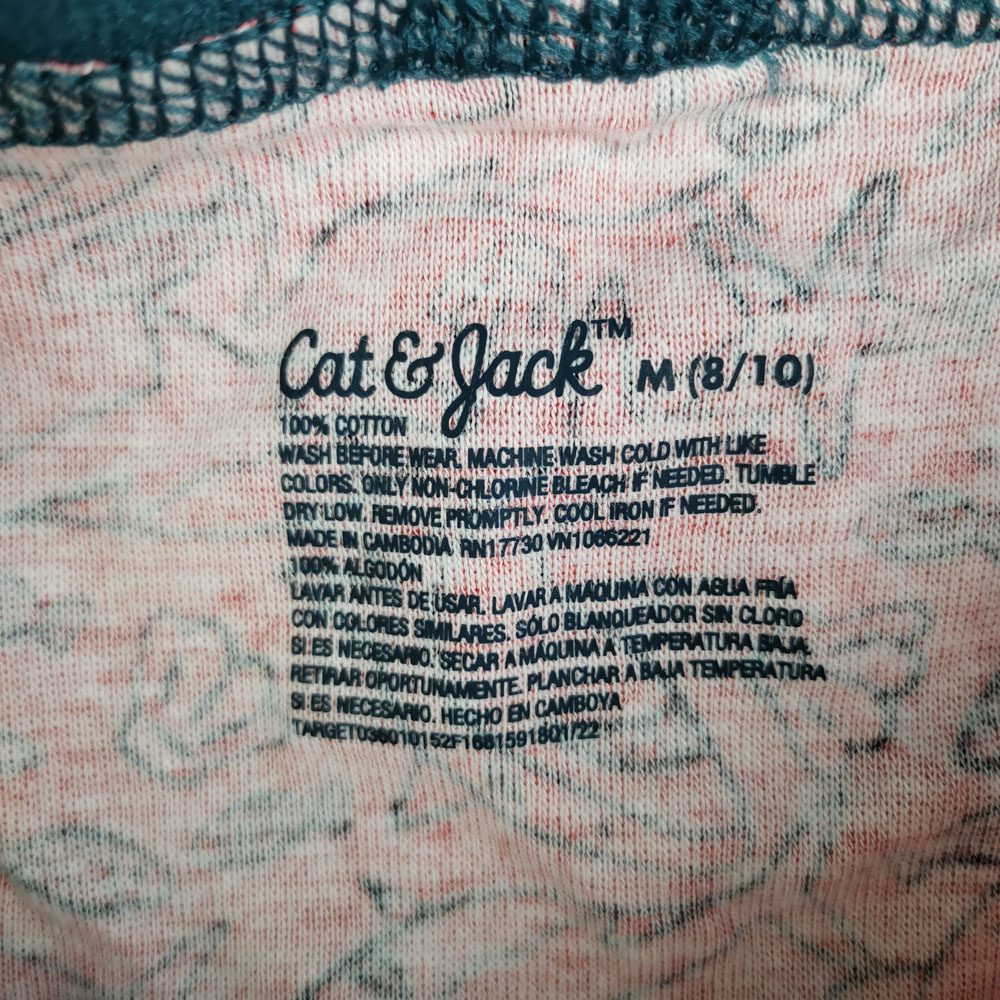 Cat & Jack™ M (8/10)
100% COTTON
WASH BEFORE WEAR. MACHINE WASH COLD WITH LIKE
COLORS. ONLY NON-CHLORINE BLEACH IF NEEDED. TUMBLE
DRY LOW. REMOVE PROMPTLY. COOL IRON IF NEEDED.
MADE IN CAMBODIA RN17730 VN1065221
100% ALGODÓN
LAVAR ANTES DE USAR. LAVAR A MÁQUINA CON AGUA FRÍA
CON COLORES SIMILARES. SÓLO BLANQUEADOR SIN CLORO
SI ES NECESARIO. SECAR A MÁQUINA A TEMPERATURA BAJA.
RETIRAR OPORTUNAMENTE. PLANCHAR A BAJA TEMPERATURA
SI ES NECESARIO. HECHO EN CAMBOYA